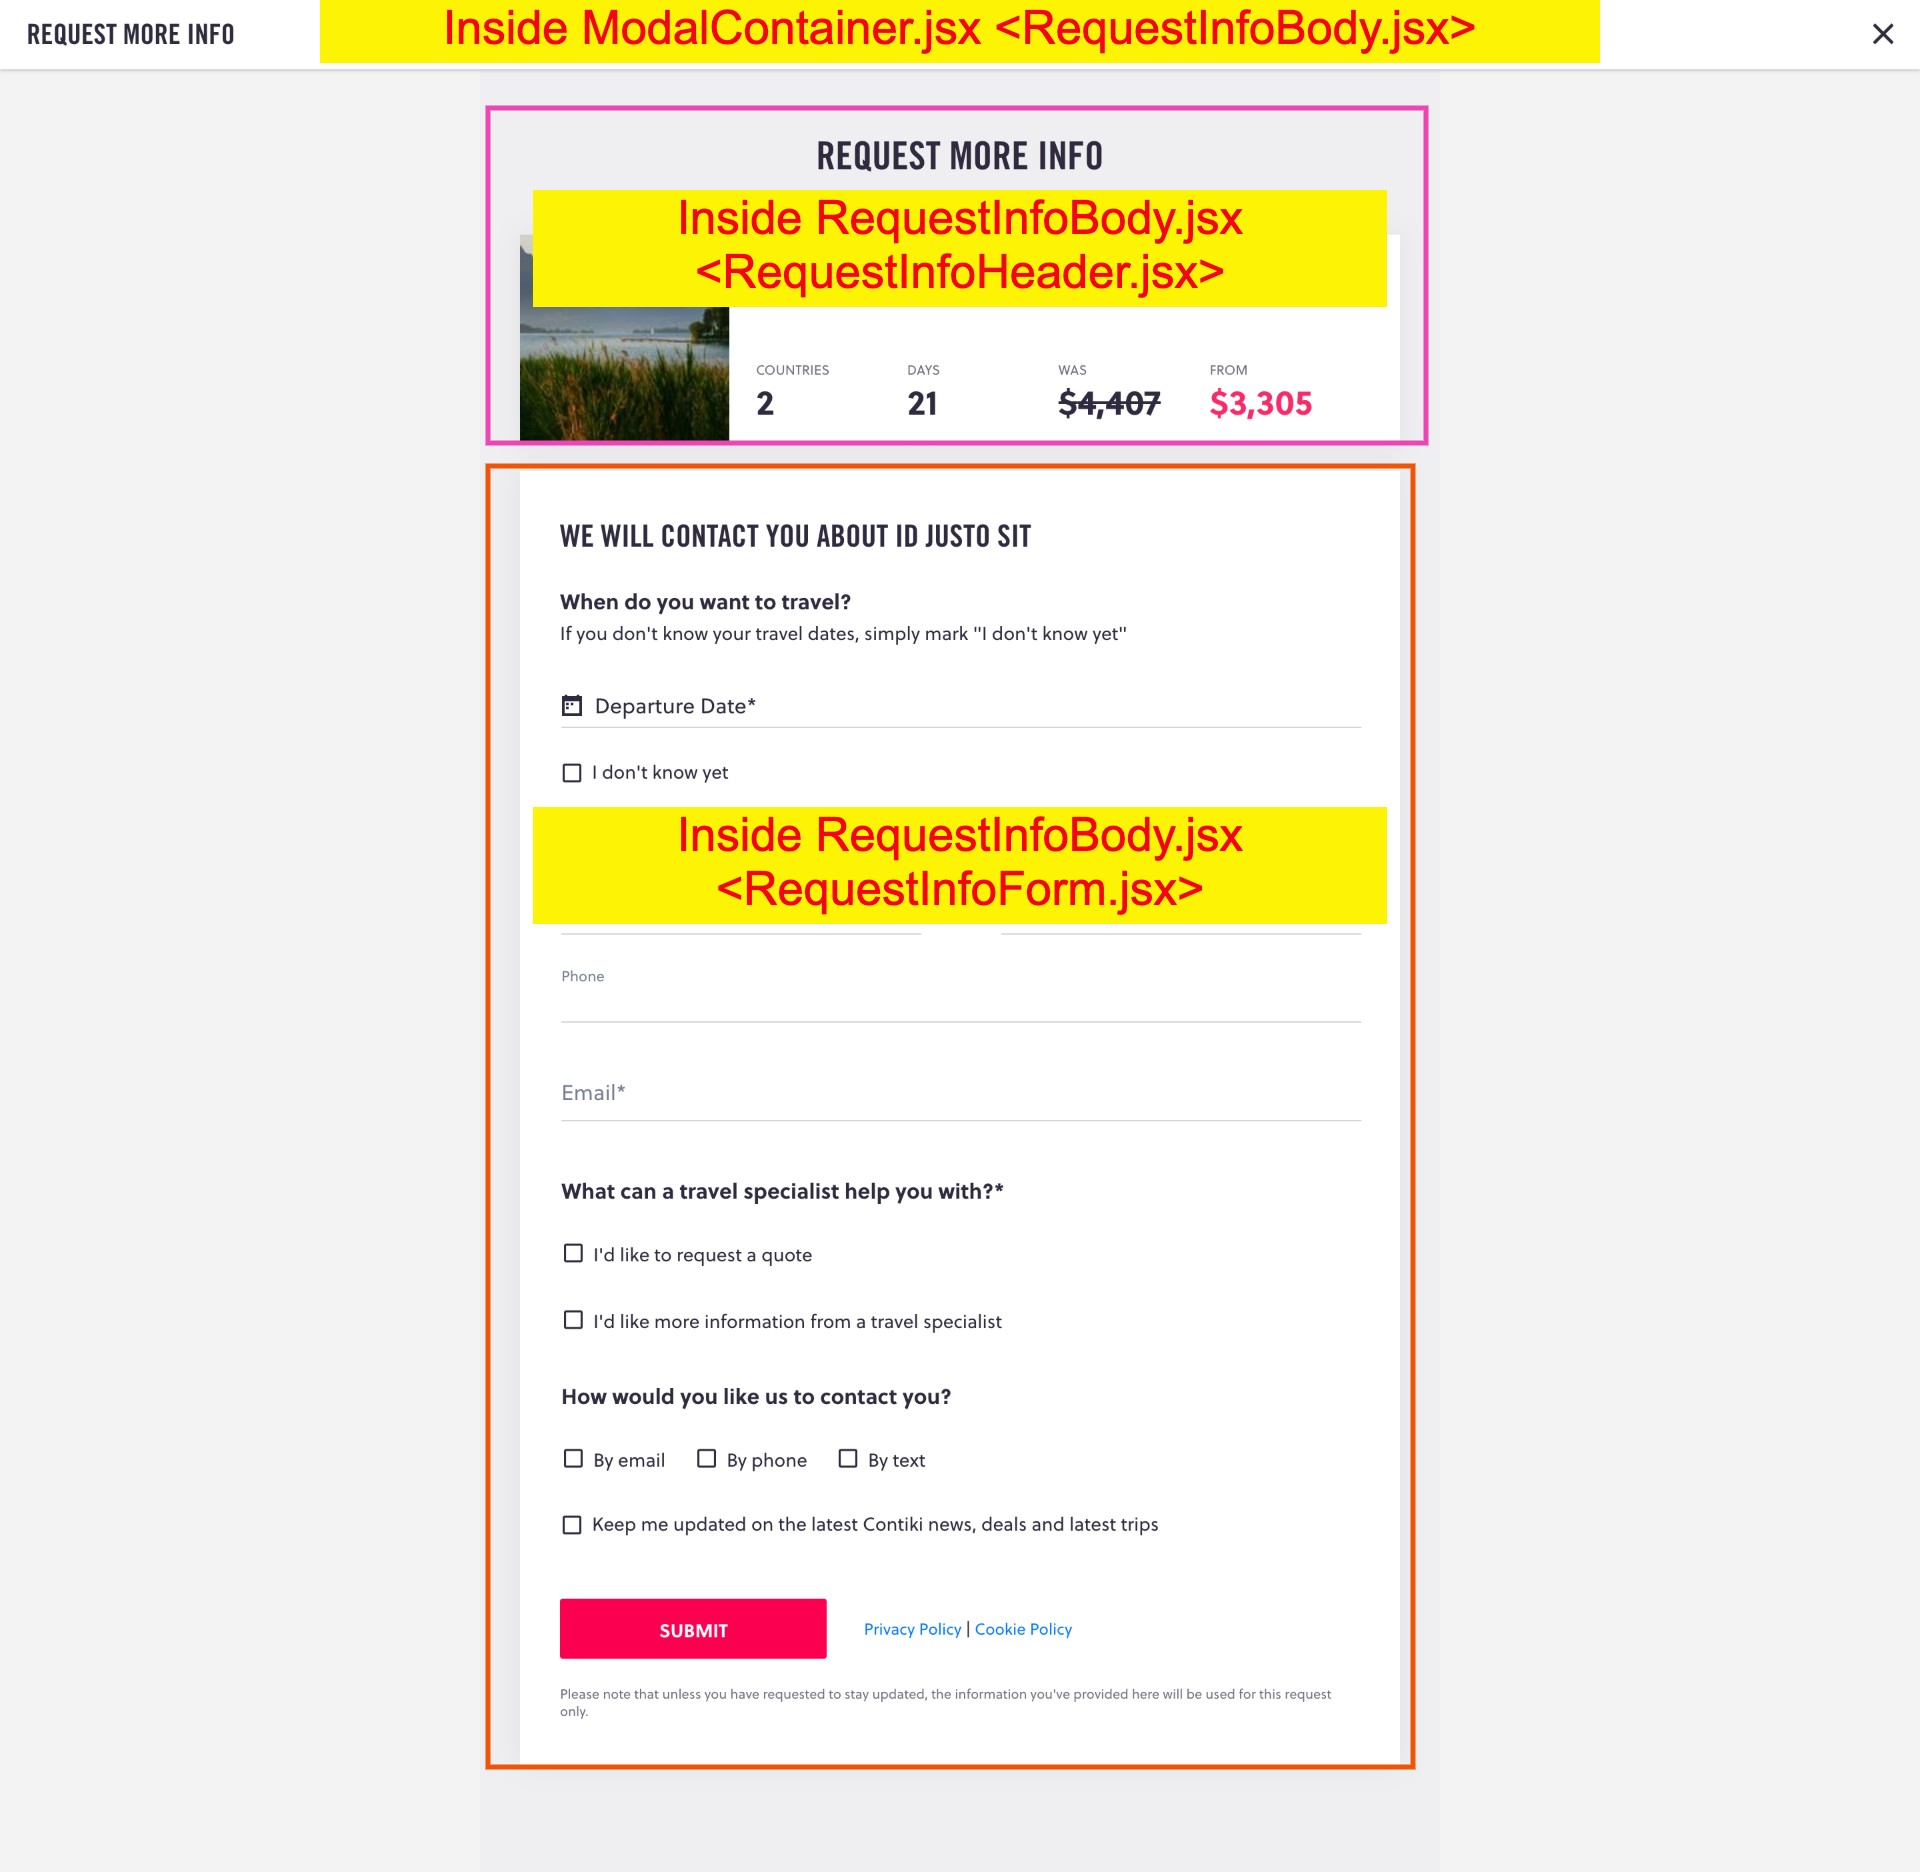 REQUEST MORE INFO
Inside ModalContainer.jsx <RequestInfoBody.jsx>
REQUEST MORE INFO
Inside RequestInfoBody.jsx
<RequestInfoHeader.jsx>
COUNTRIES DAYS WAS FROM
2 21 $4,407 $3,305
WE WILL CONTACT YOU ABOUT ID JUSTO SIT
When do you want to travel?
If you don't know your travel dates, simply mark "I don't know yet"
Departure Date*
I don't know yet
Inside RequestInfoBody.jsx
<RequestInfoForm.jsx>
Phone
Email*
What can a travel specialist help you with?*
I'd like to request a quote
I'd like more information from a travel specialist
How would you like us to contact you?
By email By phone By text
Keep me updated on the latest Contiki news, deals and latest trips
SUBMIT Privacy Policy | Cookie Policy
Please note that unless you have requested to stay updated, the information you've provided here will be used for this request
only.